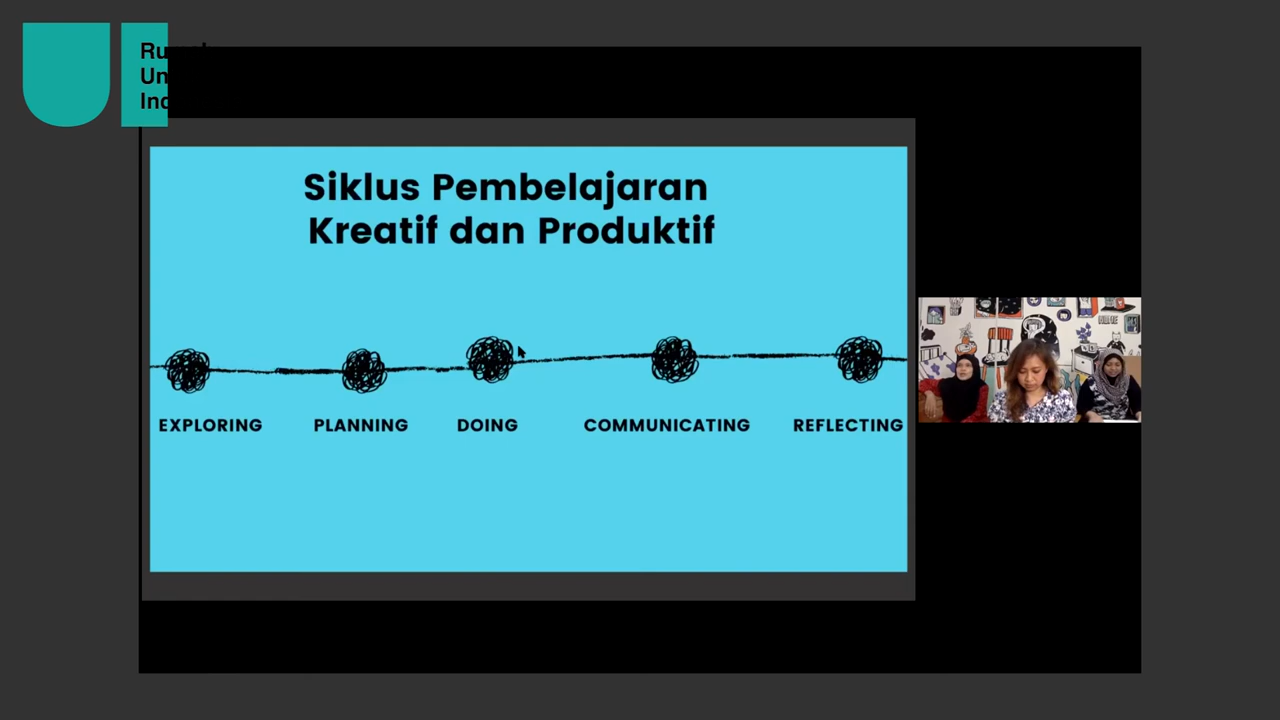 Siklus Pembelajaran
Kreatif dan Produktif
EXPLORING
PLANNING
DOING
COMMUNICATING
REFLECTING